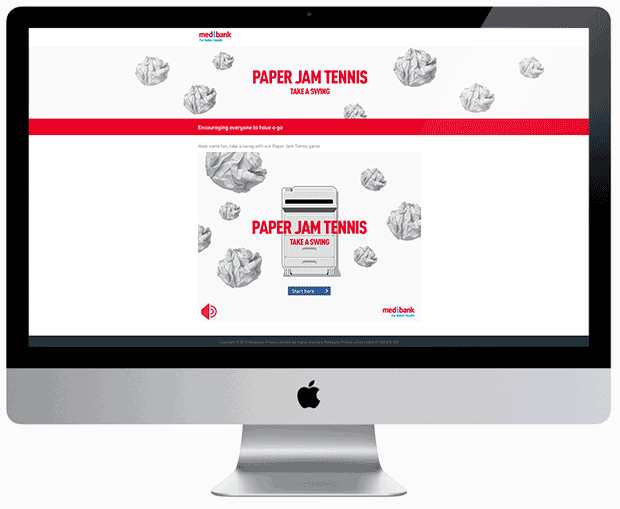 medibank
For Better Health
PAPER JAM TENNIS
TAKE A SWING
Encouraging everyone to have a go
Have some fun, take a swing with our Paper Jam Tennis game.
PAPER JAM TENNIS
TAKE A SWING
Start here
medibank
For Better Health